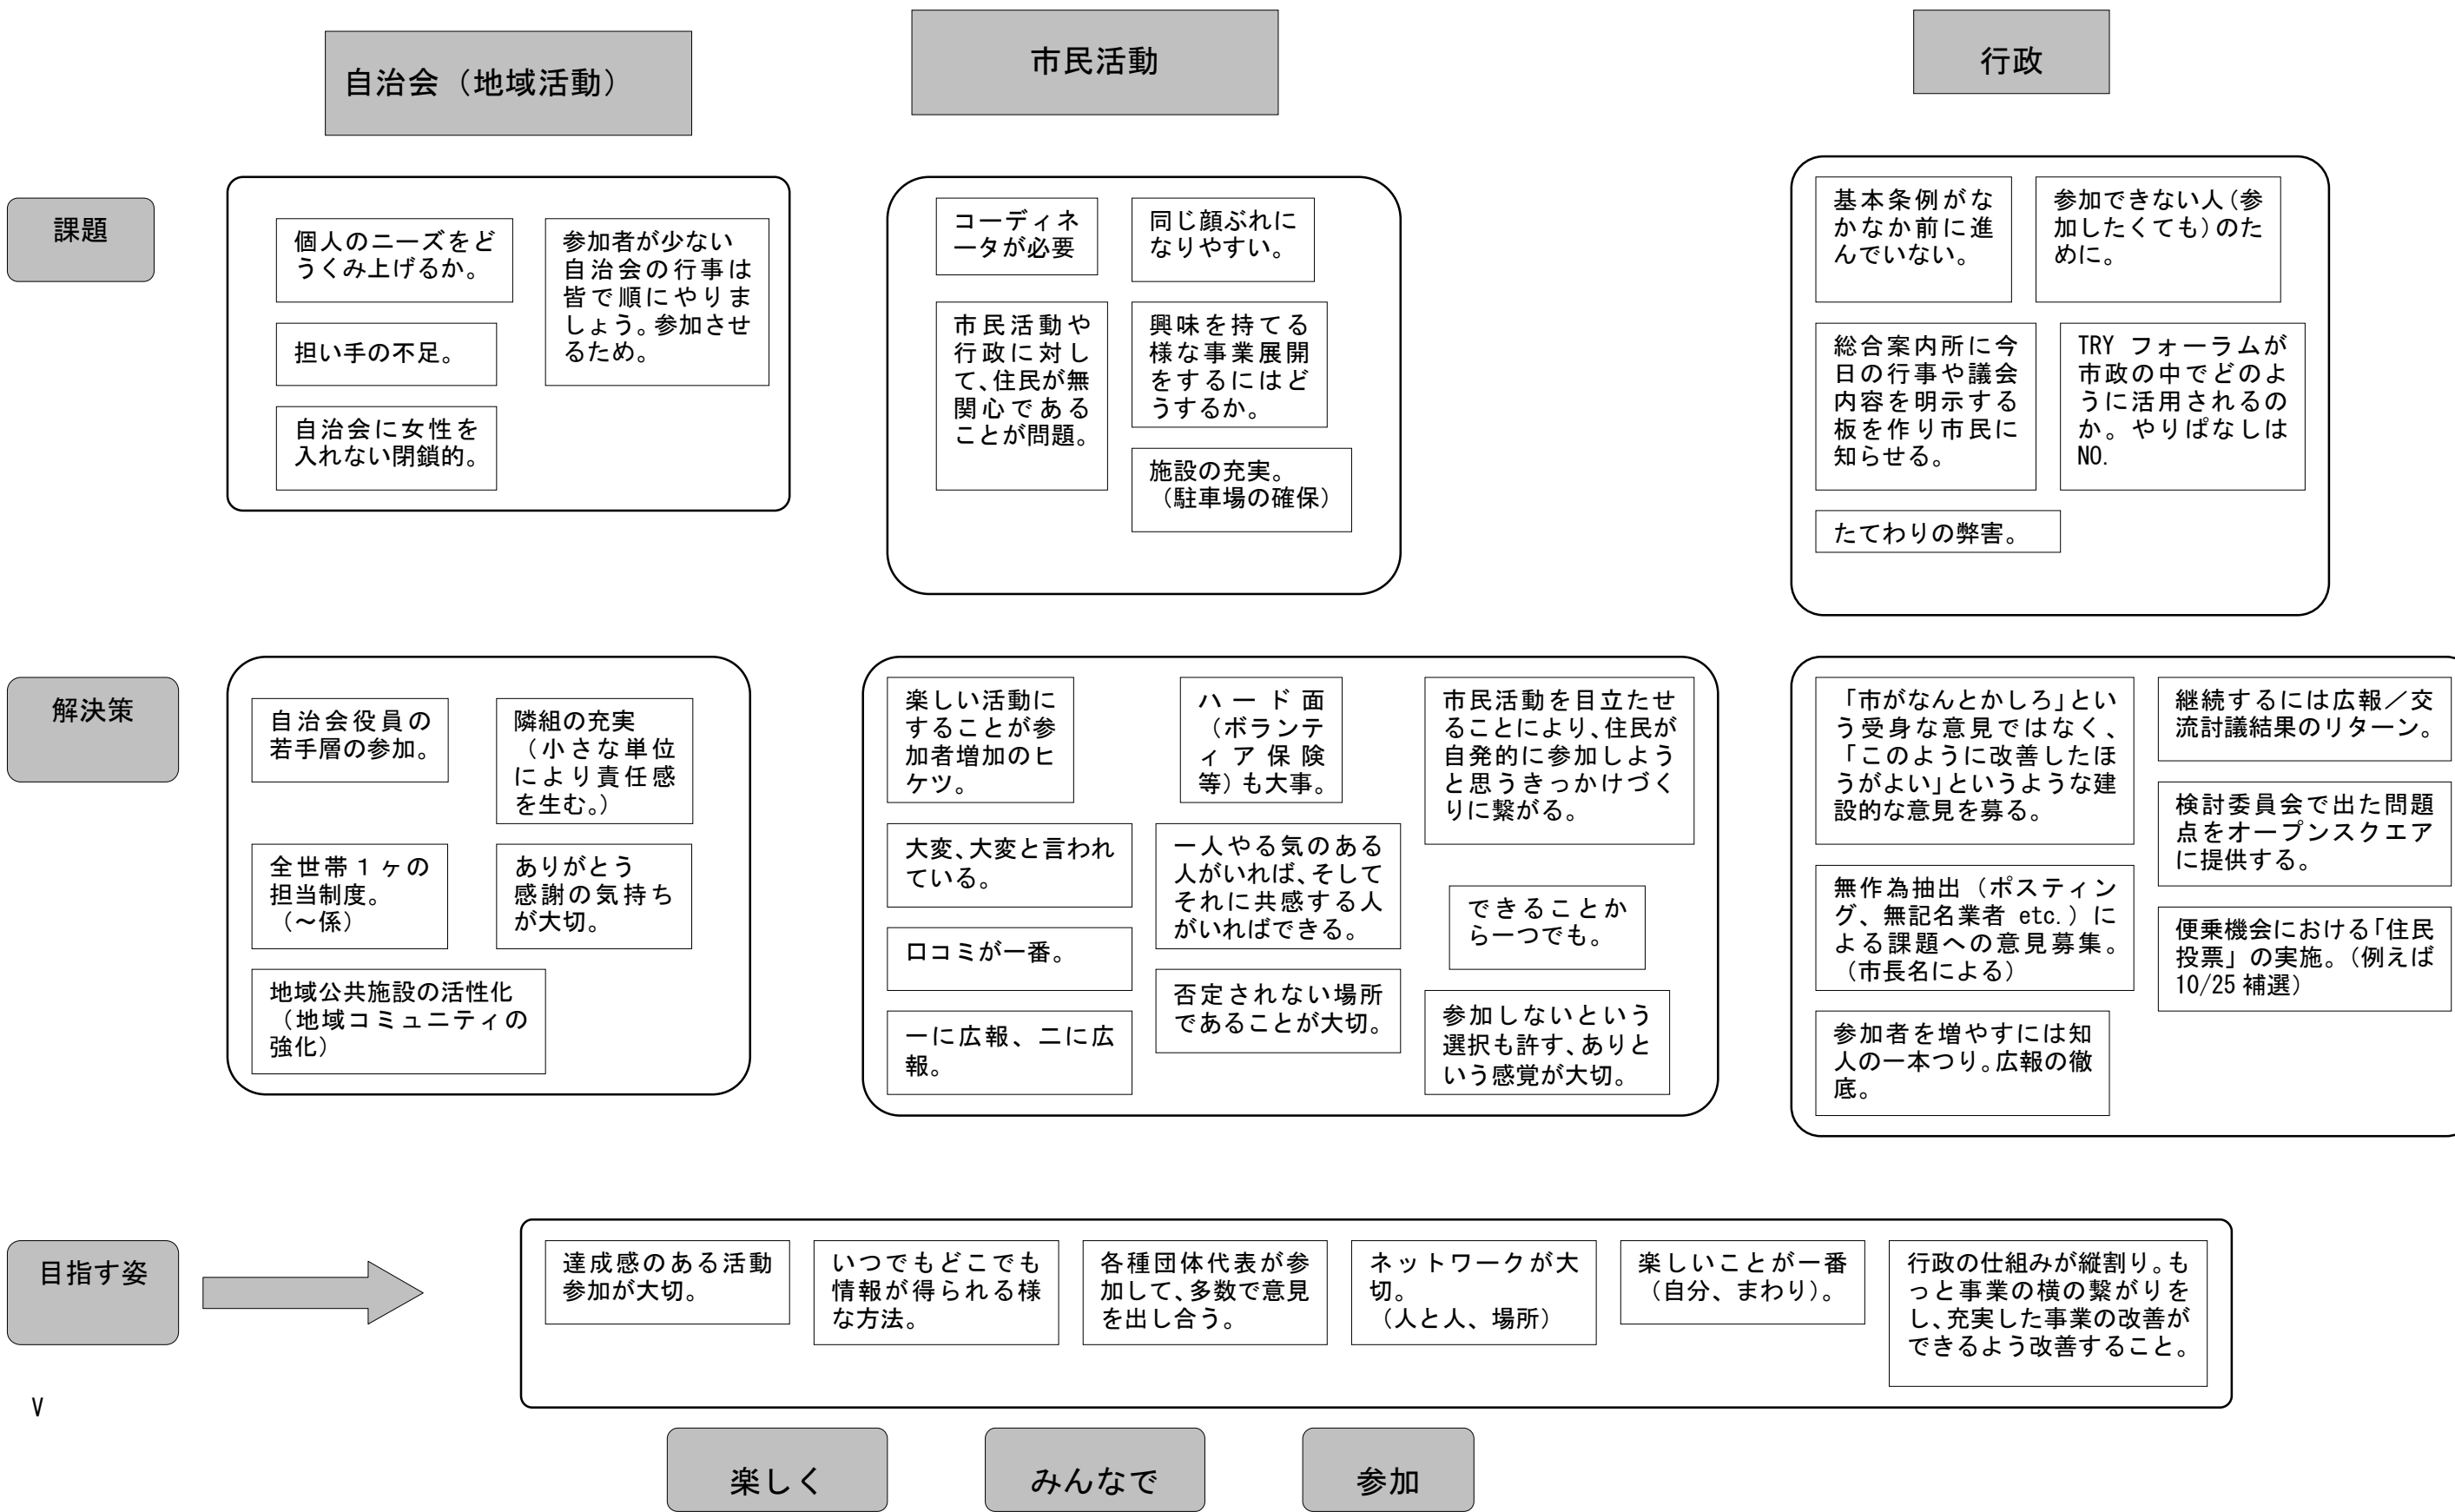 自治会（地域活動）
市民活動
行政
課題
個人のニーズをど
うくみ上げるか。
参加者が少ない
自治会の行事は
皆で順にやりま
しょう。参加させ
るため。
担い手の不足。
自治会に女性を
入れない閉鎖的。
コーディネ
ータが必要
同じ顔ぶれに
なりやすい。
市民活動や
行政に対し
て、住民が無
関心である
ことが問題。
興味を持てる
様な事業展開
をするにはど
うするか。
施設の充実。
（駐車場の確保）
基本条例がな
かなか前に進
んでいない。
参加できない人（参
加したくても）のた
めに。
総合案内所に今
日の行事や議会
内容を明示する
板を作り市民に
知らせる。
TRY フォーラムが
市政の中でどのよ
うに活用されるの
か。やりぱなしは
NO.
たてわりの弊害。
解決策
自治会役員の
若手層の参加。
隣組の充実
（小さな単位
により責任感
を生む。）
全世帯１ヶの
担当制度。
（～係）
ありがとう
感謝の気持ち
が大切。
地域公共施設の活性化
（地域コミュニティの
強化）
楽しい活動に
することが参
加者増加のヒ
ケツ。
ハード面
（ボランテ
ィア保険
等）も大事。
市民活動を目立たせ
ることにより、住民が
自発的に参加しよう
と思うきっかけづく
りに繋がる。
大変、大変と言われ
ている。
一人やる気のある
人がいれば、そして
それに共感する人
がいればできる。
できることか
ら一つでも。
口コミが一番。
否定されない場所
であることが大切。
一に広報、二に広
報。
参加しないという
選択も許す、ありと
いう感覚が大切。
「市がなんとかしろ」とい
う受身な意見ではなく、
「このように改善したほ
うがよい」というような建
設的な意見を募る。
継続するには広報／交
流討議結果のリターン。
検討委員会で出た問題
点をオープンスクエア
に提供する。
無作為抽出（ポスティン
グ、無記名業者 etc.）に
よる課題への意見募集。
（市長名による）
便乗機会における「住民
投票」の実施。（例えば
10/25 補選）
参加者を増やすには知
人の一本つり。広報の徹
底。
目指す姿
達成感のある活動
参加が大切。
いつでもどこでも
情報が得られる様
な方法。
各種団体代表が参
加して、多数で意見
を出し合う。
ネットワークが大
切。
（人と人、場所）
楽しいことが一番
（自分、まわり）。
行政の仕組みが縦割り。も
っと事業の横の繋がりを
し、充実した事業の改善が
できるよう改善すること。
V
楽しく
みんなで
参加